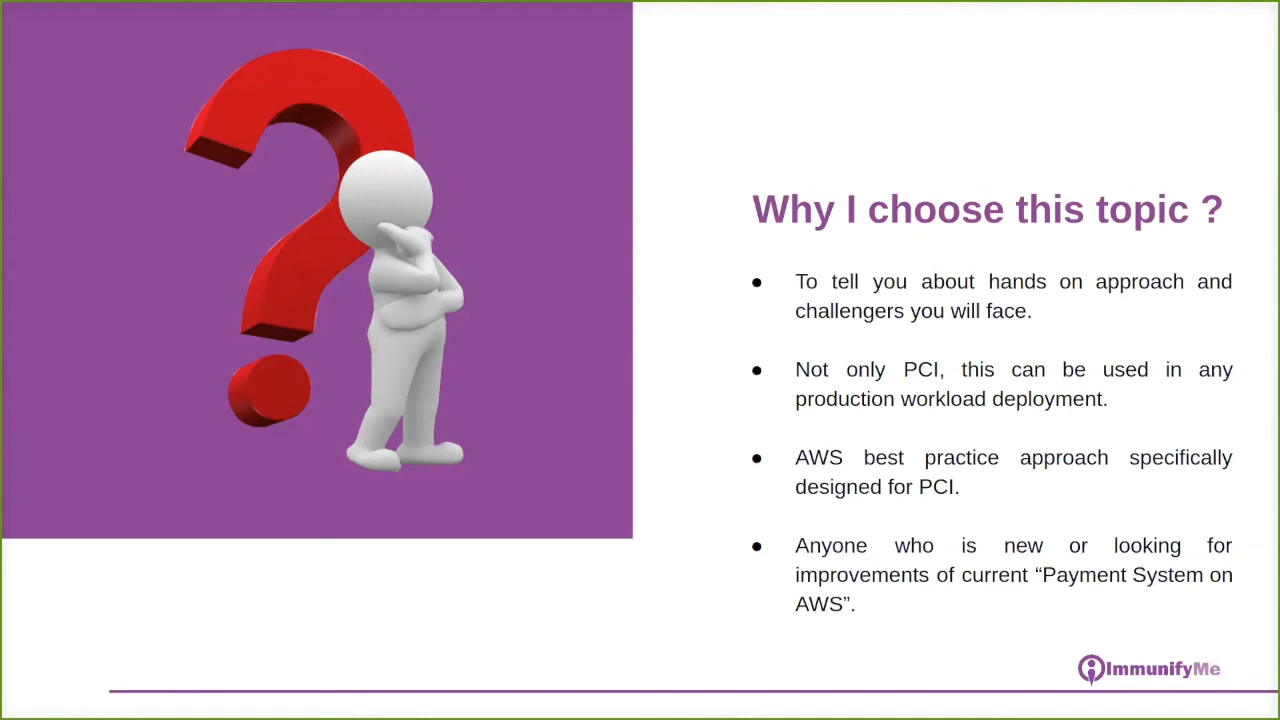 Why I choose this topic ?
● To tell you about hands on approach and
challengers you will face.
● Not only PCI, this can be used in any
production workload deployment.
● AWS best practice approach specifically
designed for PCI.
● Anyone who is new or looking for
improvements of current “Payment System on
AWS”.
ImmunifyMe